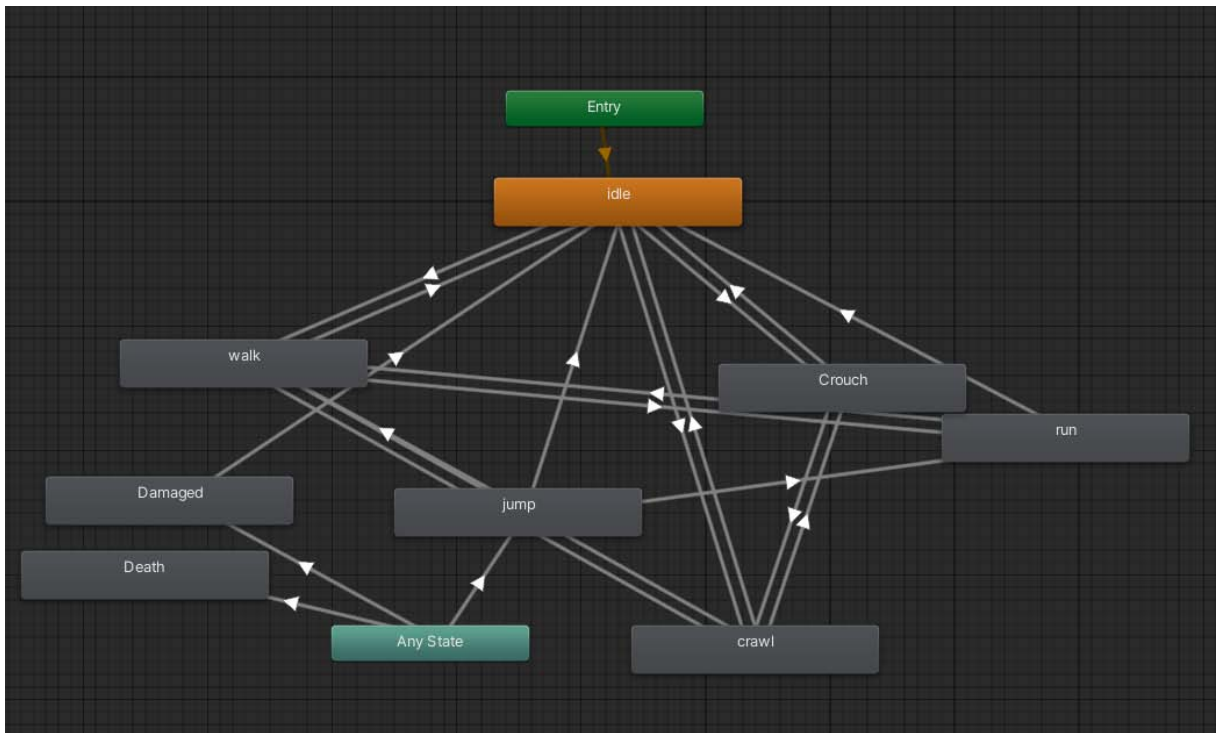 Entry
idle
walk
Crouch
run
Damaged
jump
Death
Any State
crawl